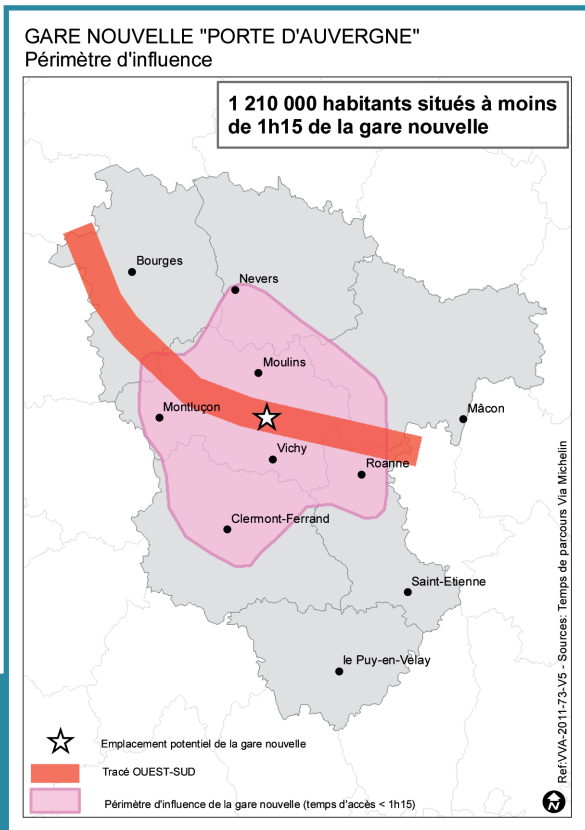 GARE NOUVELLE "PORTE D'AUVERGNE"
Périmètre d'influence
1 210 000 habitants situés à moins
de 1h15 de la gare nouvelle
Bourges
Nevers
Moulins
Montluçon
Mâcon
Vichy
Roanne
Clermont-Ferrand
Saint-Etienne
le Puy-en-Velay
Ref:VVA-2011-73-V5 - Sources: Temps de parcours Via Michelin
Emplacement potentiel de la gare nouvelle
Tracé OUEST-SUD
Périmètre d'influence de la gare nouvelle (temps d'accès < 1h15)
N